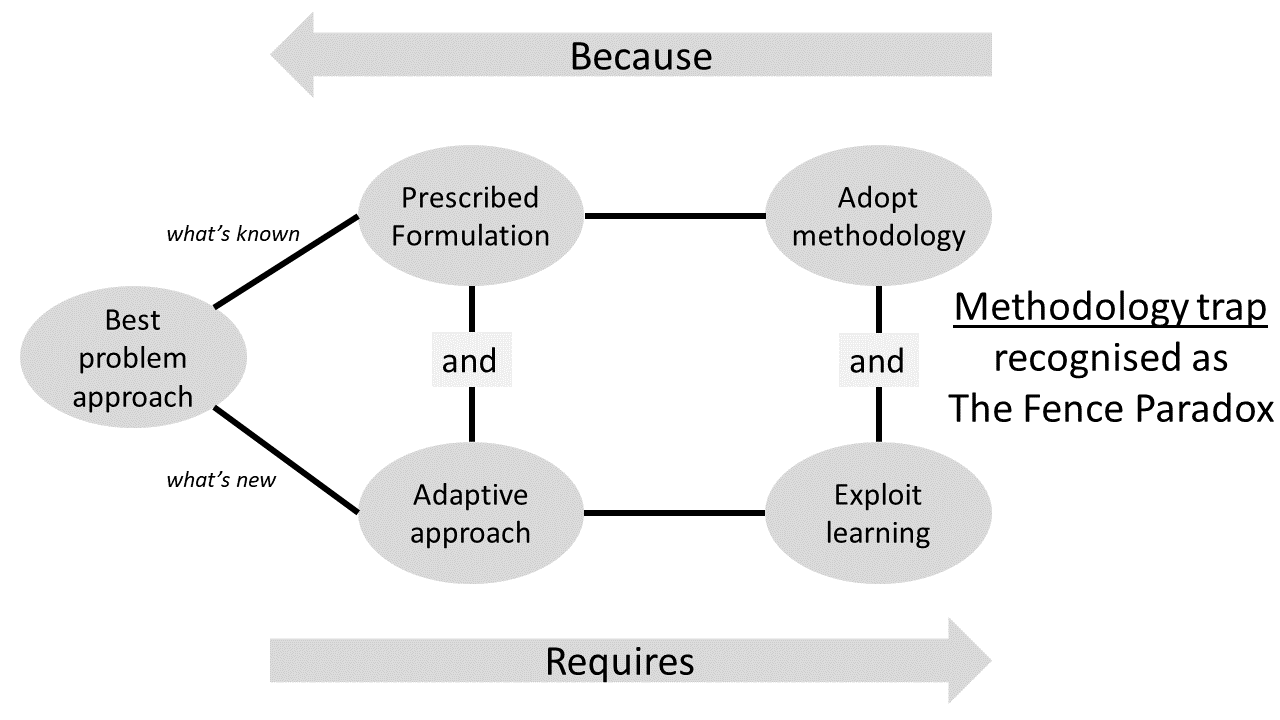 Because
Prescribed
Formulation
Adopt
methodology
what's known
Best
problem
approach
and
and
Methodology trap
recognised as
The Fence Paradox
what's new
Adaptive
approach
Exploit
learning
Requires